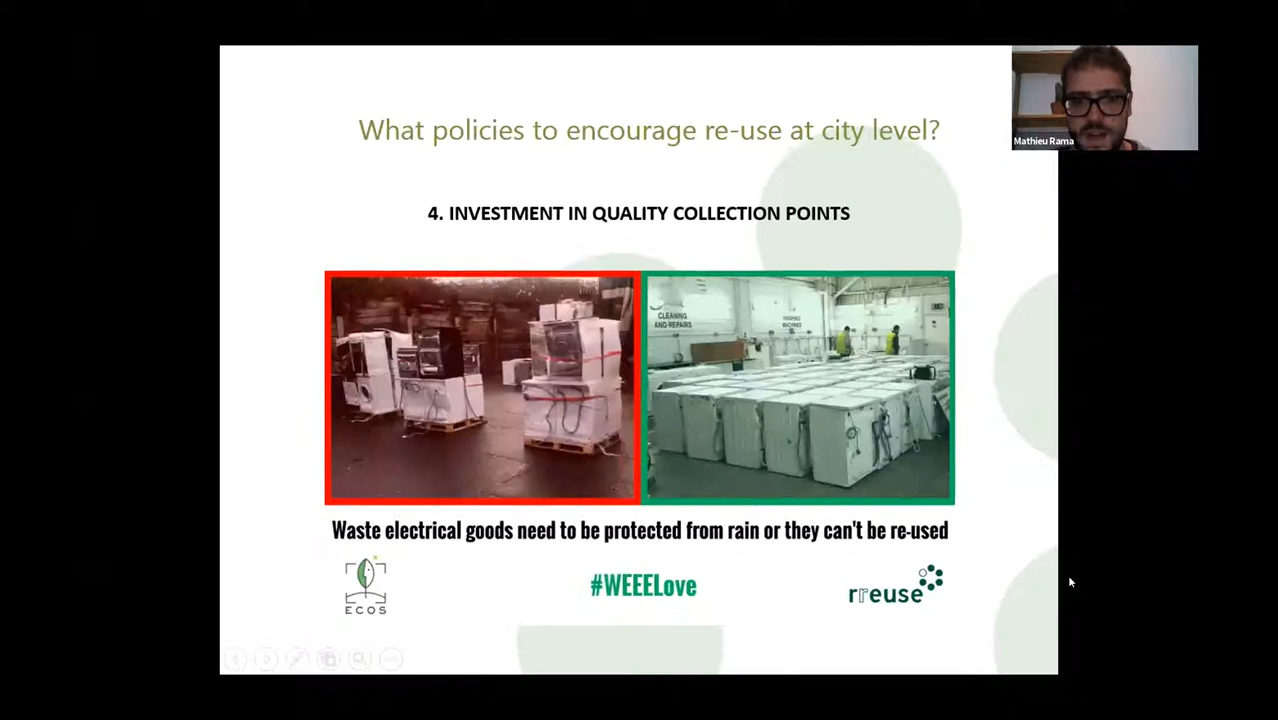 What policies to encourage re-use at city level?
Mathieu Rama
4. INVESTMENT IN QUALITY COLLECTION POINTS
CLEANING
AND REPAIRS
WASHING
MACHINES
Waste electrical goods need to be protected from rain or they can't be re-used
ECOS
#WEEELove
rreuse